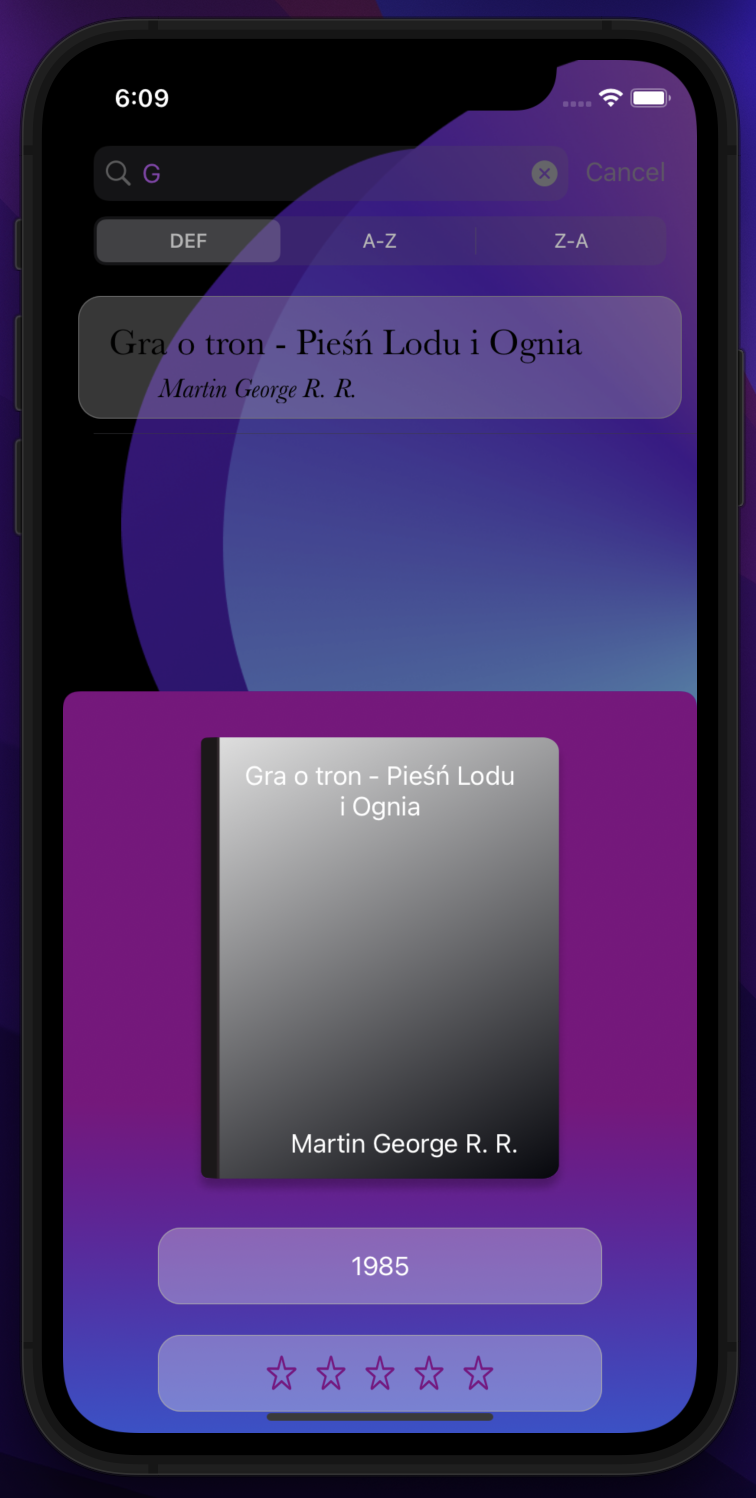 6:09
G
Cancel
DEF
A-Z
Z-A
Gra o tron - Pieśń Lodu i Ognia
Martin George R. R.
Gra o tron - Pieśń Lodu
i Ognia
Martin George R. R.
1985